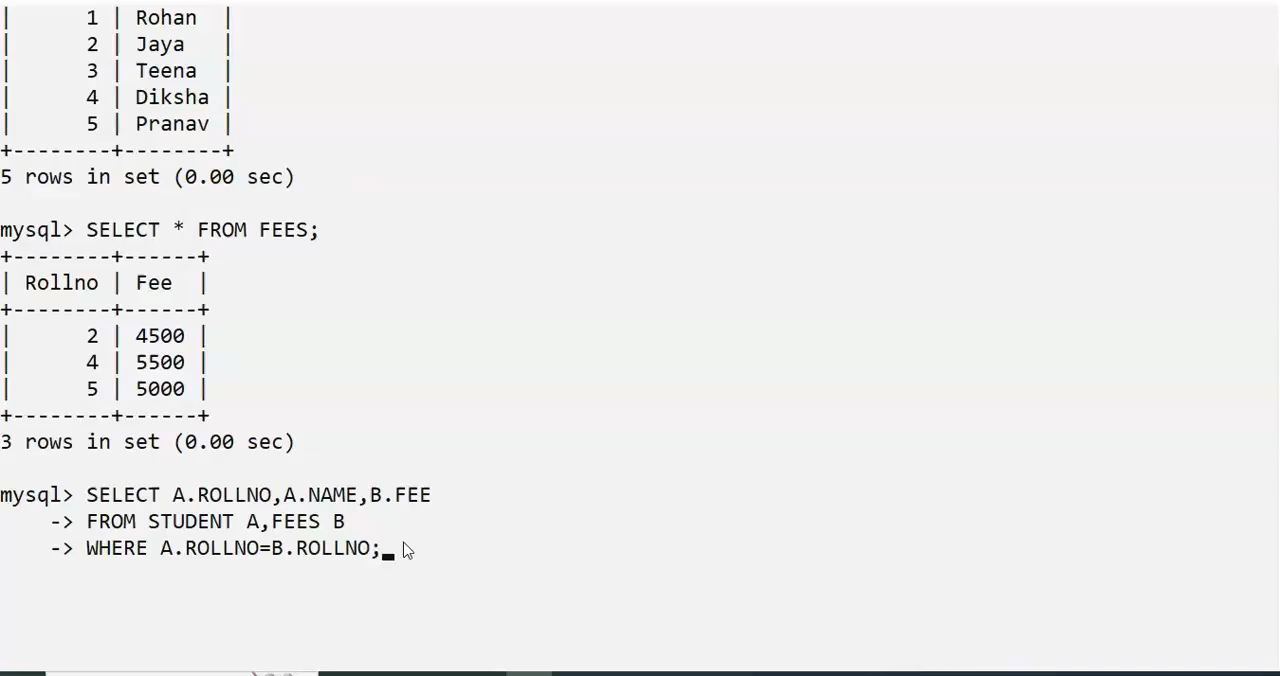 |      1 | Rohan  |
|      2 | Jaya   |
|      3 | Teena  |
|      4 | Diksha |
|      5 | Pranav |
+--------+--------+
5 rows in set (0.00 sec)

mysql> SELECT * FROM FEES;
+--------+------+
| Rollno | Fee  |
+--------+------+
|      2 | 4500 |
|      4 | 5500 |
|      5 | 5000 |
+--------+------+
3 rows in set (0.00 sec)

mysql> SELECT A.ROLLNO,A.NAME,B.FEE
    -> FROM STUDENT A,FEES B
    -> WHERE A.ROLLNO=B.ROLLNO;